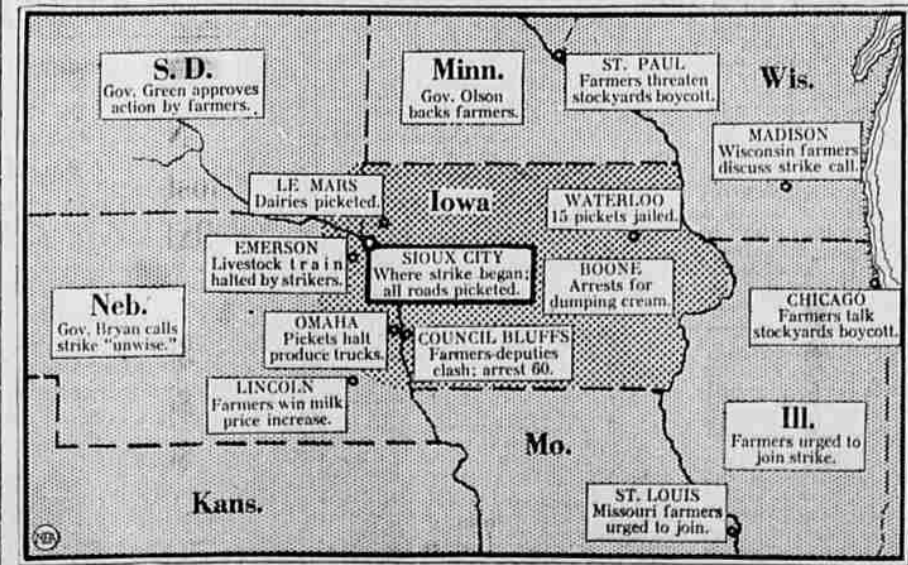 S. D.
Gov. Green approves
action by farmers.
Minn.
Gov. Olson
backs farmers.
ST. PAUL
Farmers threaten
stockyards boycott.
Wis.
MADISON
Wisconsin farmers
discuss strike call.
LE MARS
Dairies picketed.
Iowa
WATERLOO
15 pickets jailed.
EMERSON
Livestock train
halted by strikers.
SIOUX CITY
Where strike began;
all roads picketed.
BOONE
Arrests for
dumping cream.
Neb.
Gov. Bryan calls
strike "unwise."
OMAHA
Pickets halt
produce trucks.
COUNCIL BLUFFS
Farmers-deputies
clash; arrest 60.
CHICAGO
Farmers talk
stockyards boycott.
LINCOLN
Farmers win milk
price increase.
Ill.
Farmers urged to
join strike.
Mo.
Kans.
ST. LOUIS
Missouri farmers
urged to join.
NEA